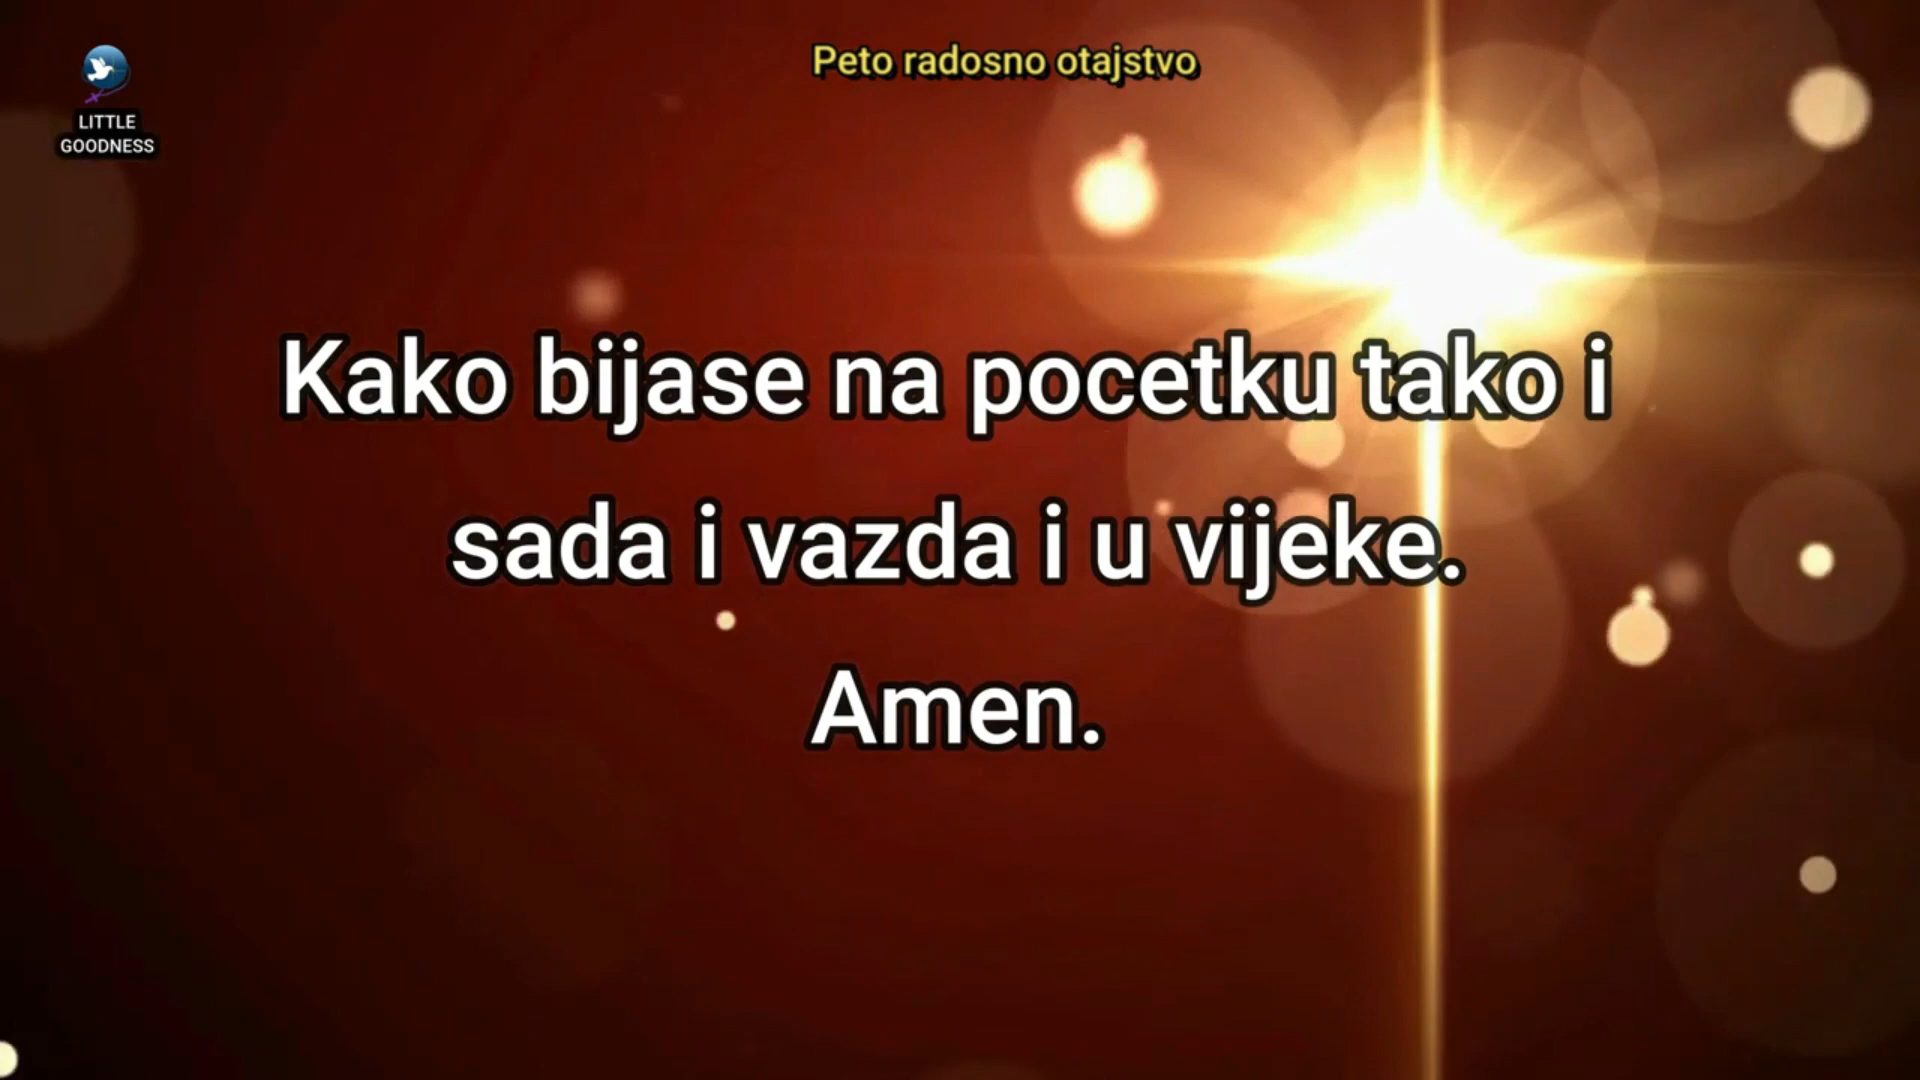 Peto radosno otajstvo
LITTLE
GOODNESS
Kako bijase na pocetku tako i
sada i vazda i u vijeke.
Amen.